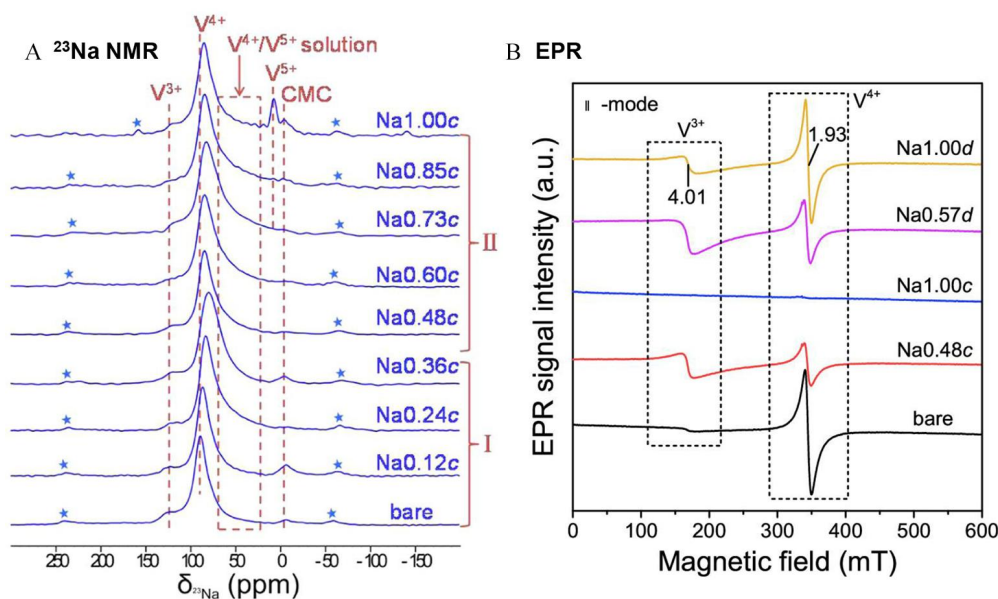 A ²³Na NMR
V⁴⁺
V⁴⁺/V⁵⁺ solution
V³⁺
V⁵⁺
CMC
Na1.00c
Na0.85c
Na0.73c
Na0.60c
Na0.48c
Na0.36c
Na0.24c
Na0.12c
bare
II
I
250 200 150 100 50 0 -50 -100 -150
δ²³Na (ppm)
B EPR
II -mode
V³⁺
V⁴⁺
4.01
1.93
Na1.00d
Na0.57d
Na1.00c
Na0.48c
bare
EPR signal intensity (a.u.)
0 100 200 300 400 500 600
Magnetic field (mT)